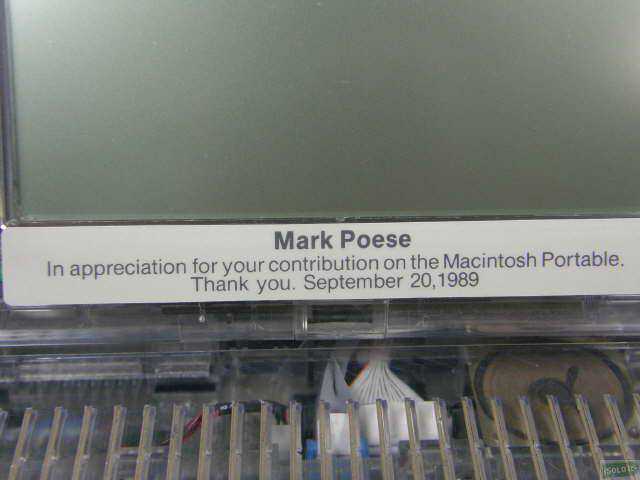 Mark Poese
In appreciation for your contribution on the Macintosh Portable.
Thank you. September 20,1989